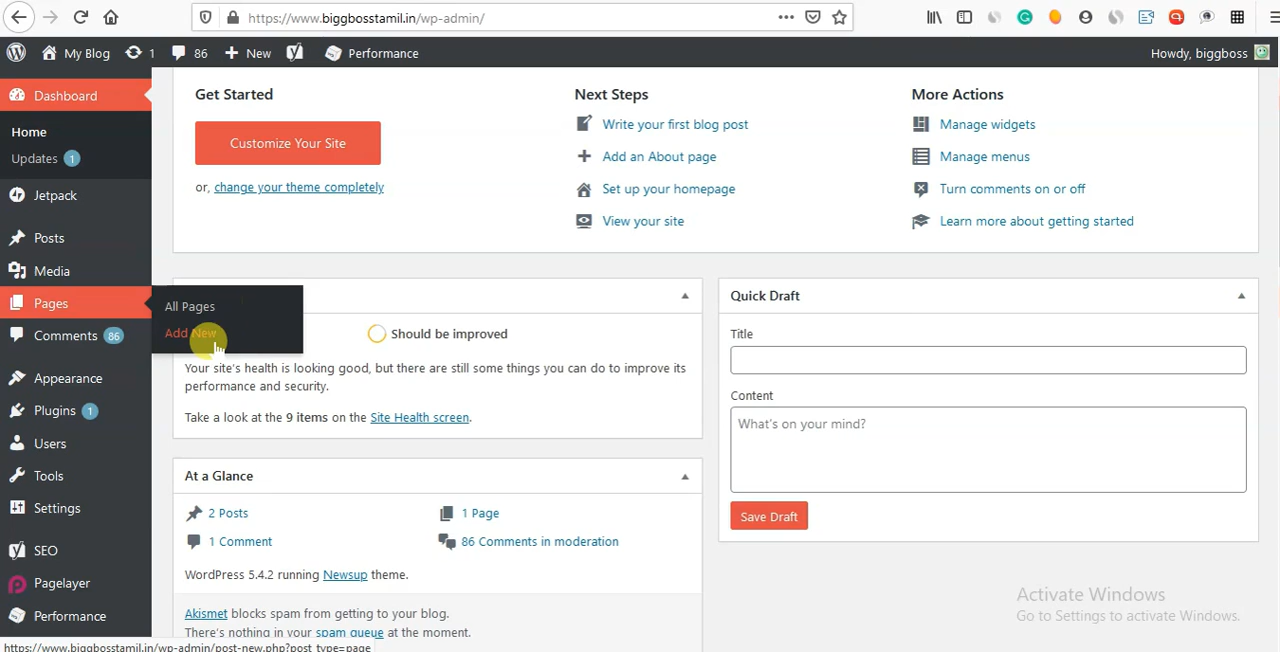 https://www.biggbosstamil.in/wp-admin/
My Blog 1 86 New Performance Howdy, biggboss
Dashboard
Home
Updates 1
Jetpack
Posts
Media
Pages
All Pages
Add New
Comments 86
Appearance
Plugins 1
Users
Tools
Settings
SEO
Pagelayer
Performance
Get Started
Customize Your Site
or, change your theme completely
Next Steps
Write your first blog post
Add an About page
Set up your homepage
View your site
More Actions
Manage widgets
Manage menus
Turn comments on or off
Learn more about getting started
Should be improved
Your site's health is looking good, but there are still some things you can do to improve its
performance and security.
Take a look at the 9 items on the Site Health screen.
At a Glance
2 Posts
1 Page
1 Comment
86 Comments in moderation
WordPress 5.4.2 running Newsup theme.
Akismet blocks spam from getting to your blog.
There's nothing in your spam queue at the moment.
Quick Draft
Title
Content
What's on your mind?
Save Draft
Activate Windows
Go to Settings to activate Windows.
https://www.biggbosstamil.in/wp-admin/post-new.php?post_type=page